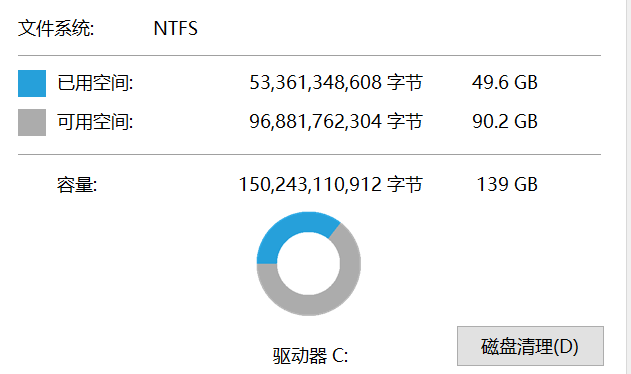 文件系统: NTFS
已用空间: 53,361,348,608 字节 49.6 GB
可用空间: 96,881,762,304 字节 90.2 GB
容量: 150,243,110,912 字节 139 GB
驱动器 C:
磁盘清理(D)